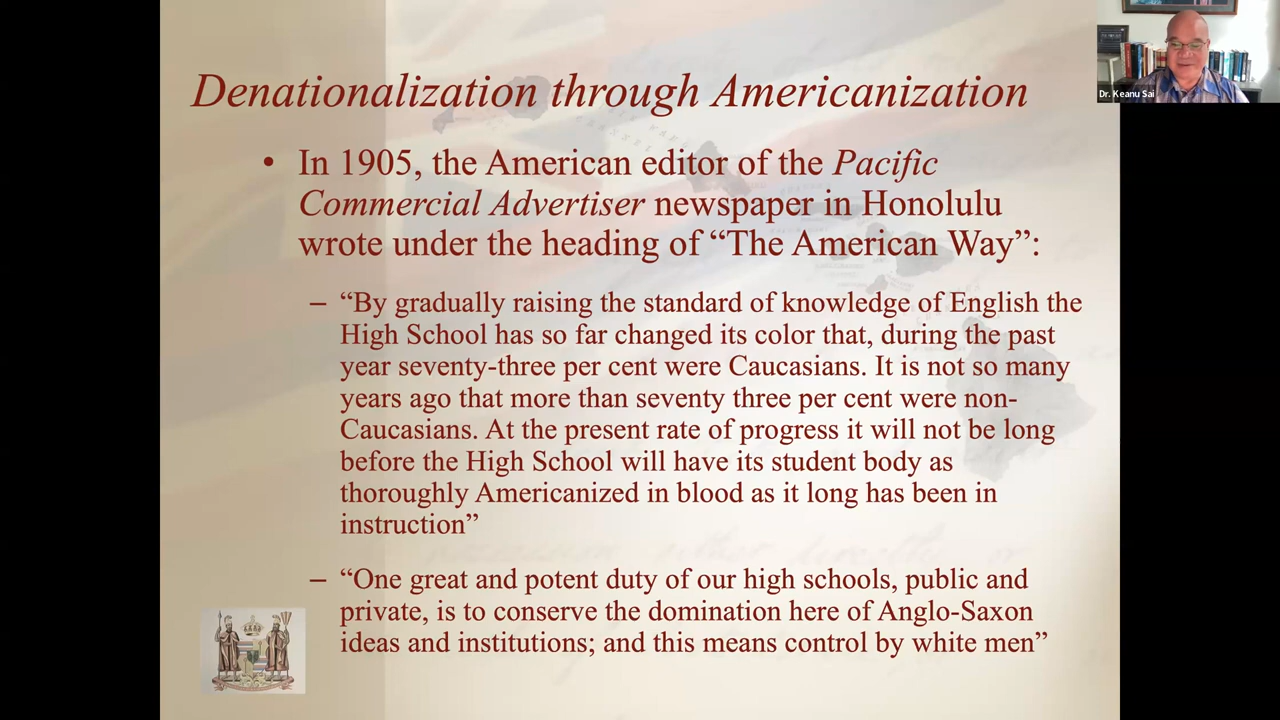 Denationalization through Americanization
• In 1905, the American editor of the Pacific
Commercial Advertiser newspaper in Honolulu
wrote under the heading of “The American Way”:
– “By gradually raising the standard of knowledge of English the
High School has so far changed its color that, during the past
year seventy-three per cent were Caucasians. It is not so many
years ago that more than seventy three per cent were non-
Caucasians. At the present rate of progress it will not be long
before the High School will have its student body as
thoroughly Americanized in blood as it long has been in
instruction”
– “One great and potent duty of our high schools, public and
private, is to conserve the domination here of Anglo-Saxon
ideas and institutions; and this means control by white men”
Dr. Keanu Sai